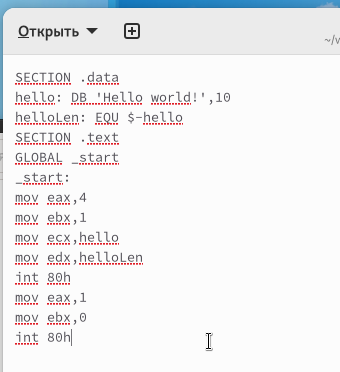 Открыть
~/
SECTION .data
hello: DB 'Hello world!',10
helloLen: EQU $-hello
SECTION .text
GLOBAL _start
_start:
mov eax,4
mov ebx,1
mov ecx,hello
mov edx,helloLen
int 80h
mov eax,1
mov ebx,0
int 80h